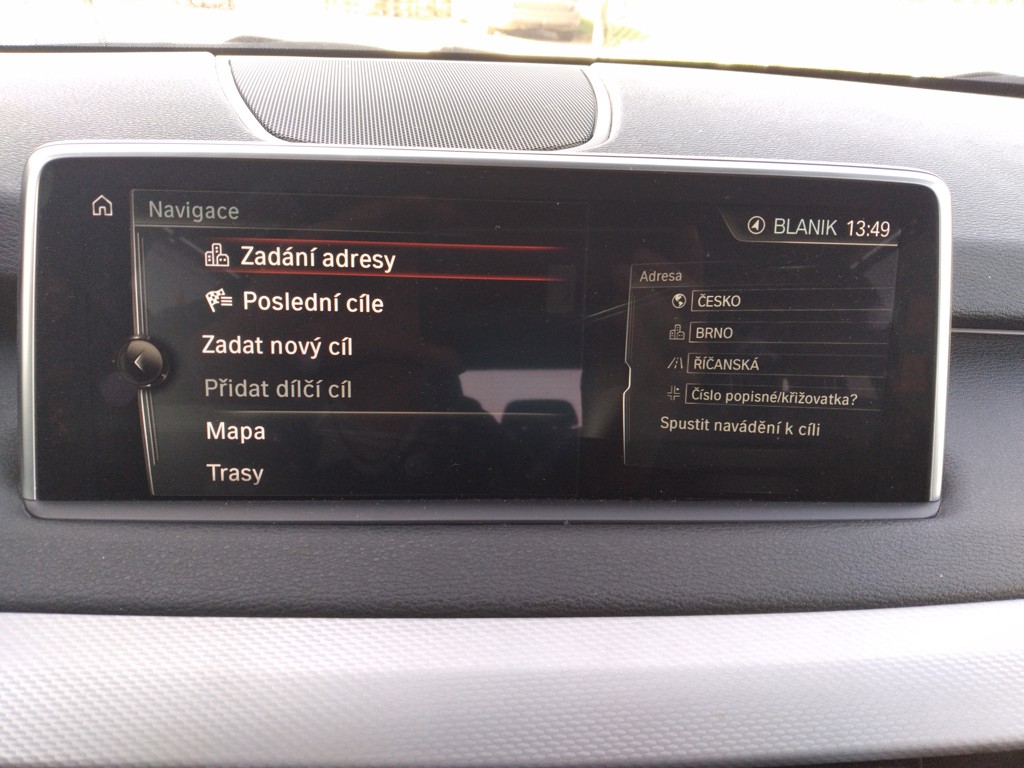 Navigace
BLANIK 13:49
Zadání adresy
Poslední cíle
Zadat nový cíl
Přidat dílčí cíl
Mapa
Trasy
Adresa
ČESKO
BRNO
ŘÍČANSKÁ
Číslo popisné/křižovatka?
Spustit navádění k cíli